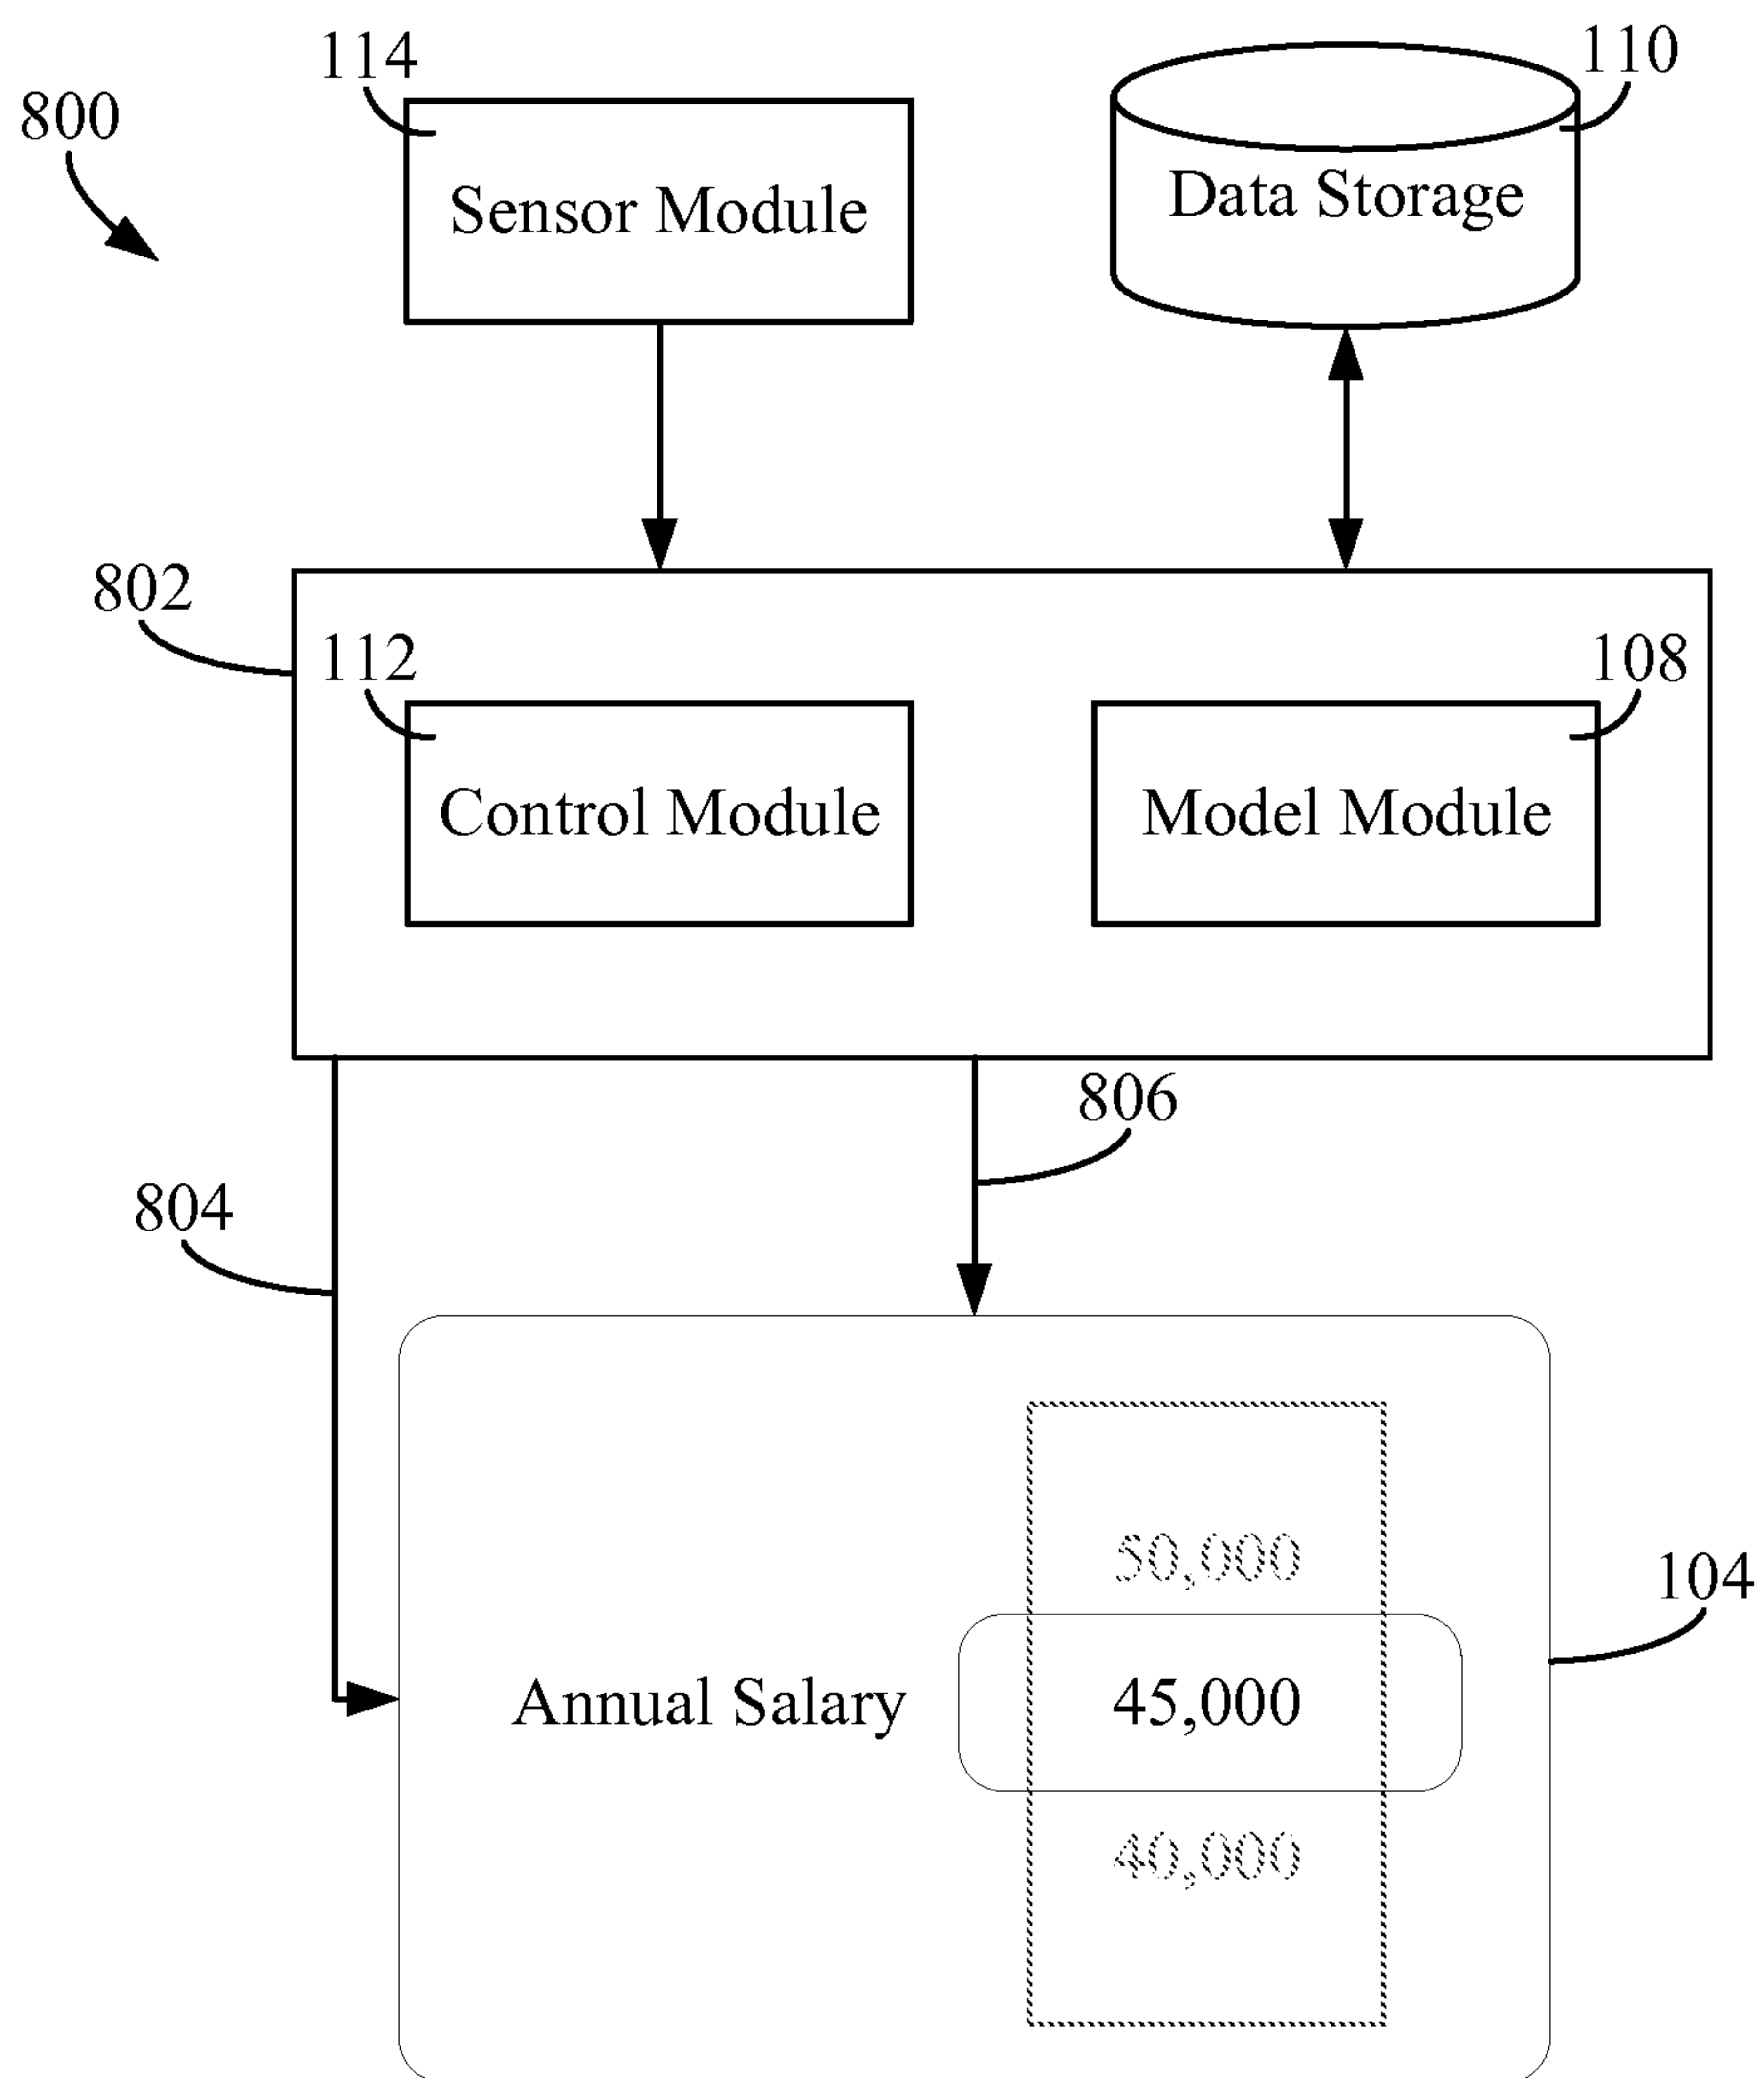 114
110
800
Sensor Module
Data Storage
802
112
108
Control Module
Model Module
806
804
50,000
104
Annual Salary
45,000
40,000